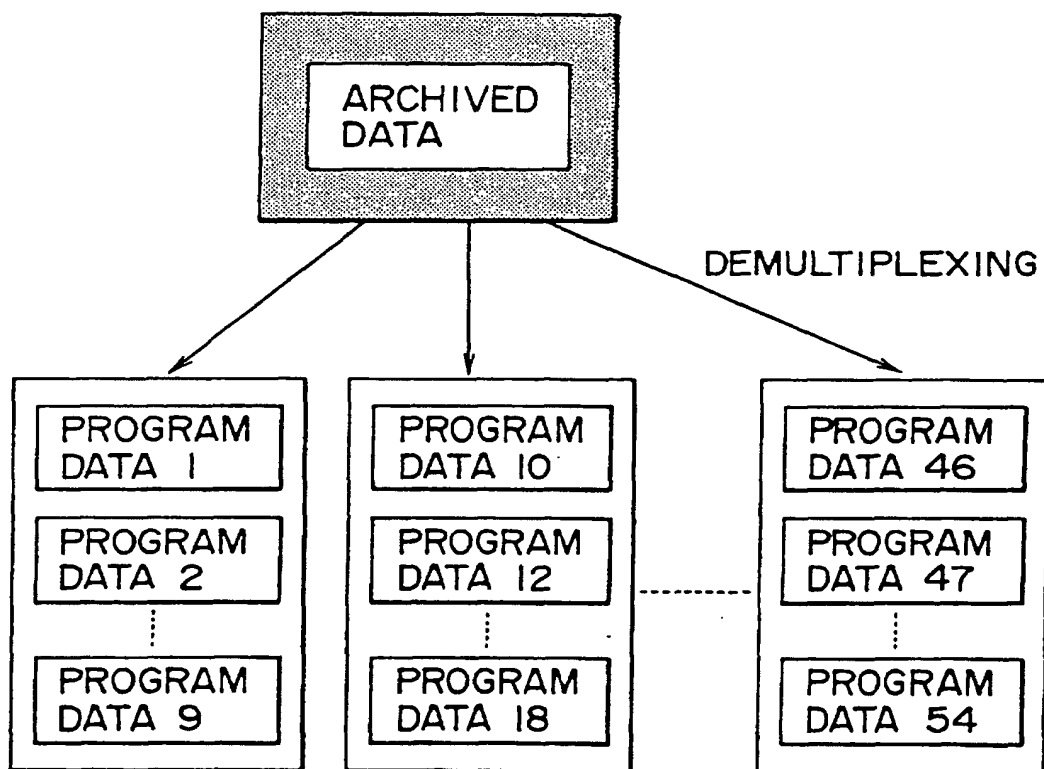 ARCHIVED
DATA
DEMULTIPLEXING
PROGRAM
DATA 1
PROGRAM
DATA 2
PROGRAM
DATA 9
PROGRAM
DATA 10
PROGRAM
DATA 12
PROGRAM
DATA 18
PROGRAM
DATA 46
PROGRAM
DATA 47
PROGRAM
DATA 54